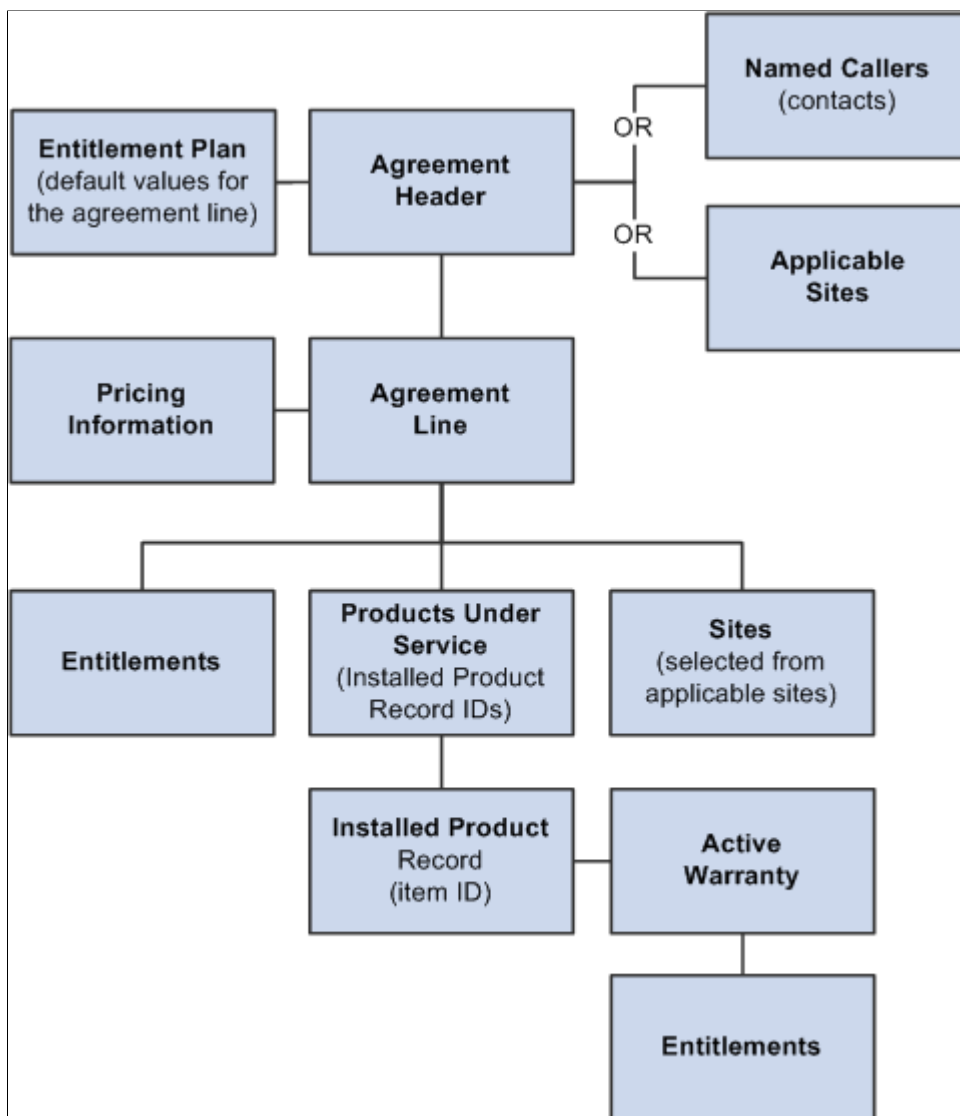 Named Callers
(contacts)
OR
Entitlement Plan
(default values for
the agreement line)
Agreement
Header
OR
Applicable
Sites
Pricing
Information
Agreement
Line
Entitlements
Products Under
Service
(Installed Product
Record IDs)
Sites
(selected from
applicable sites)
Installed Product
Record
(item ID)
Active
Warranty
Entitlements